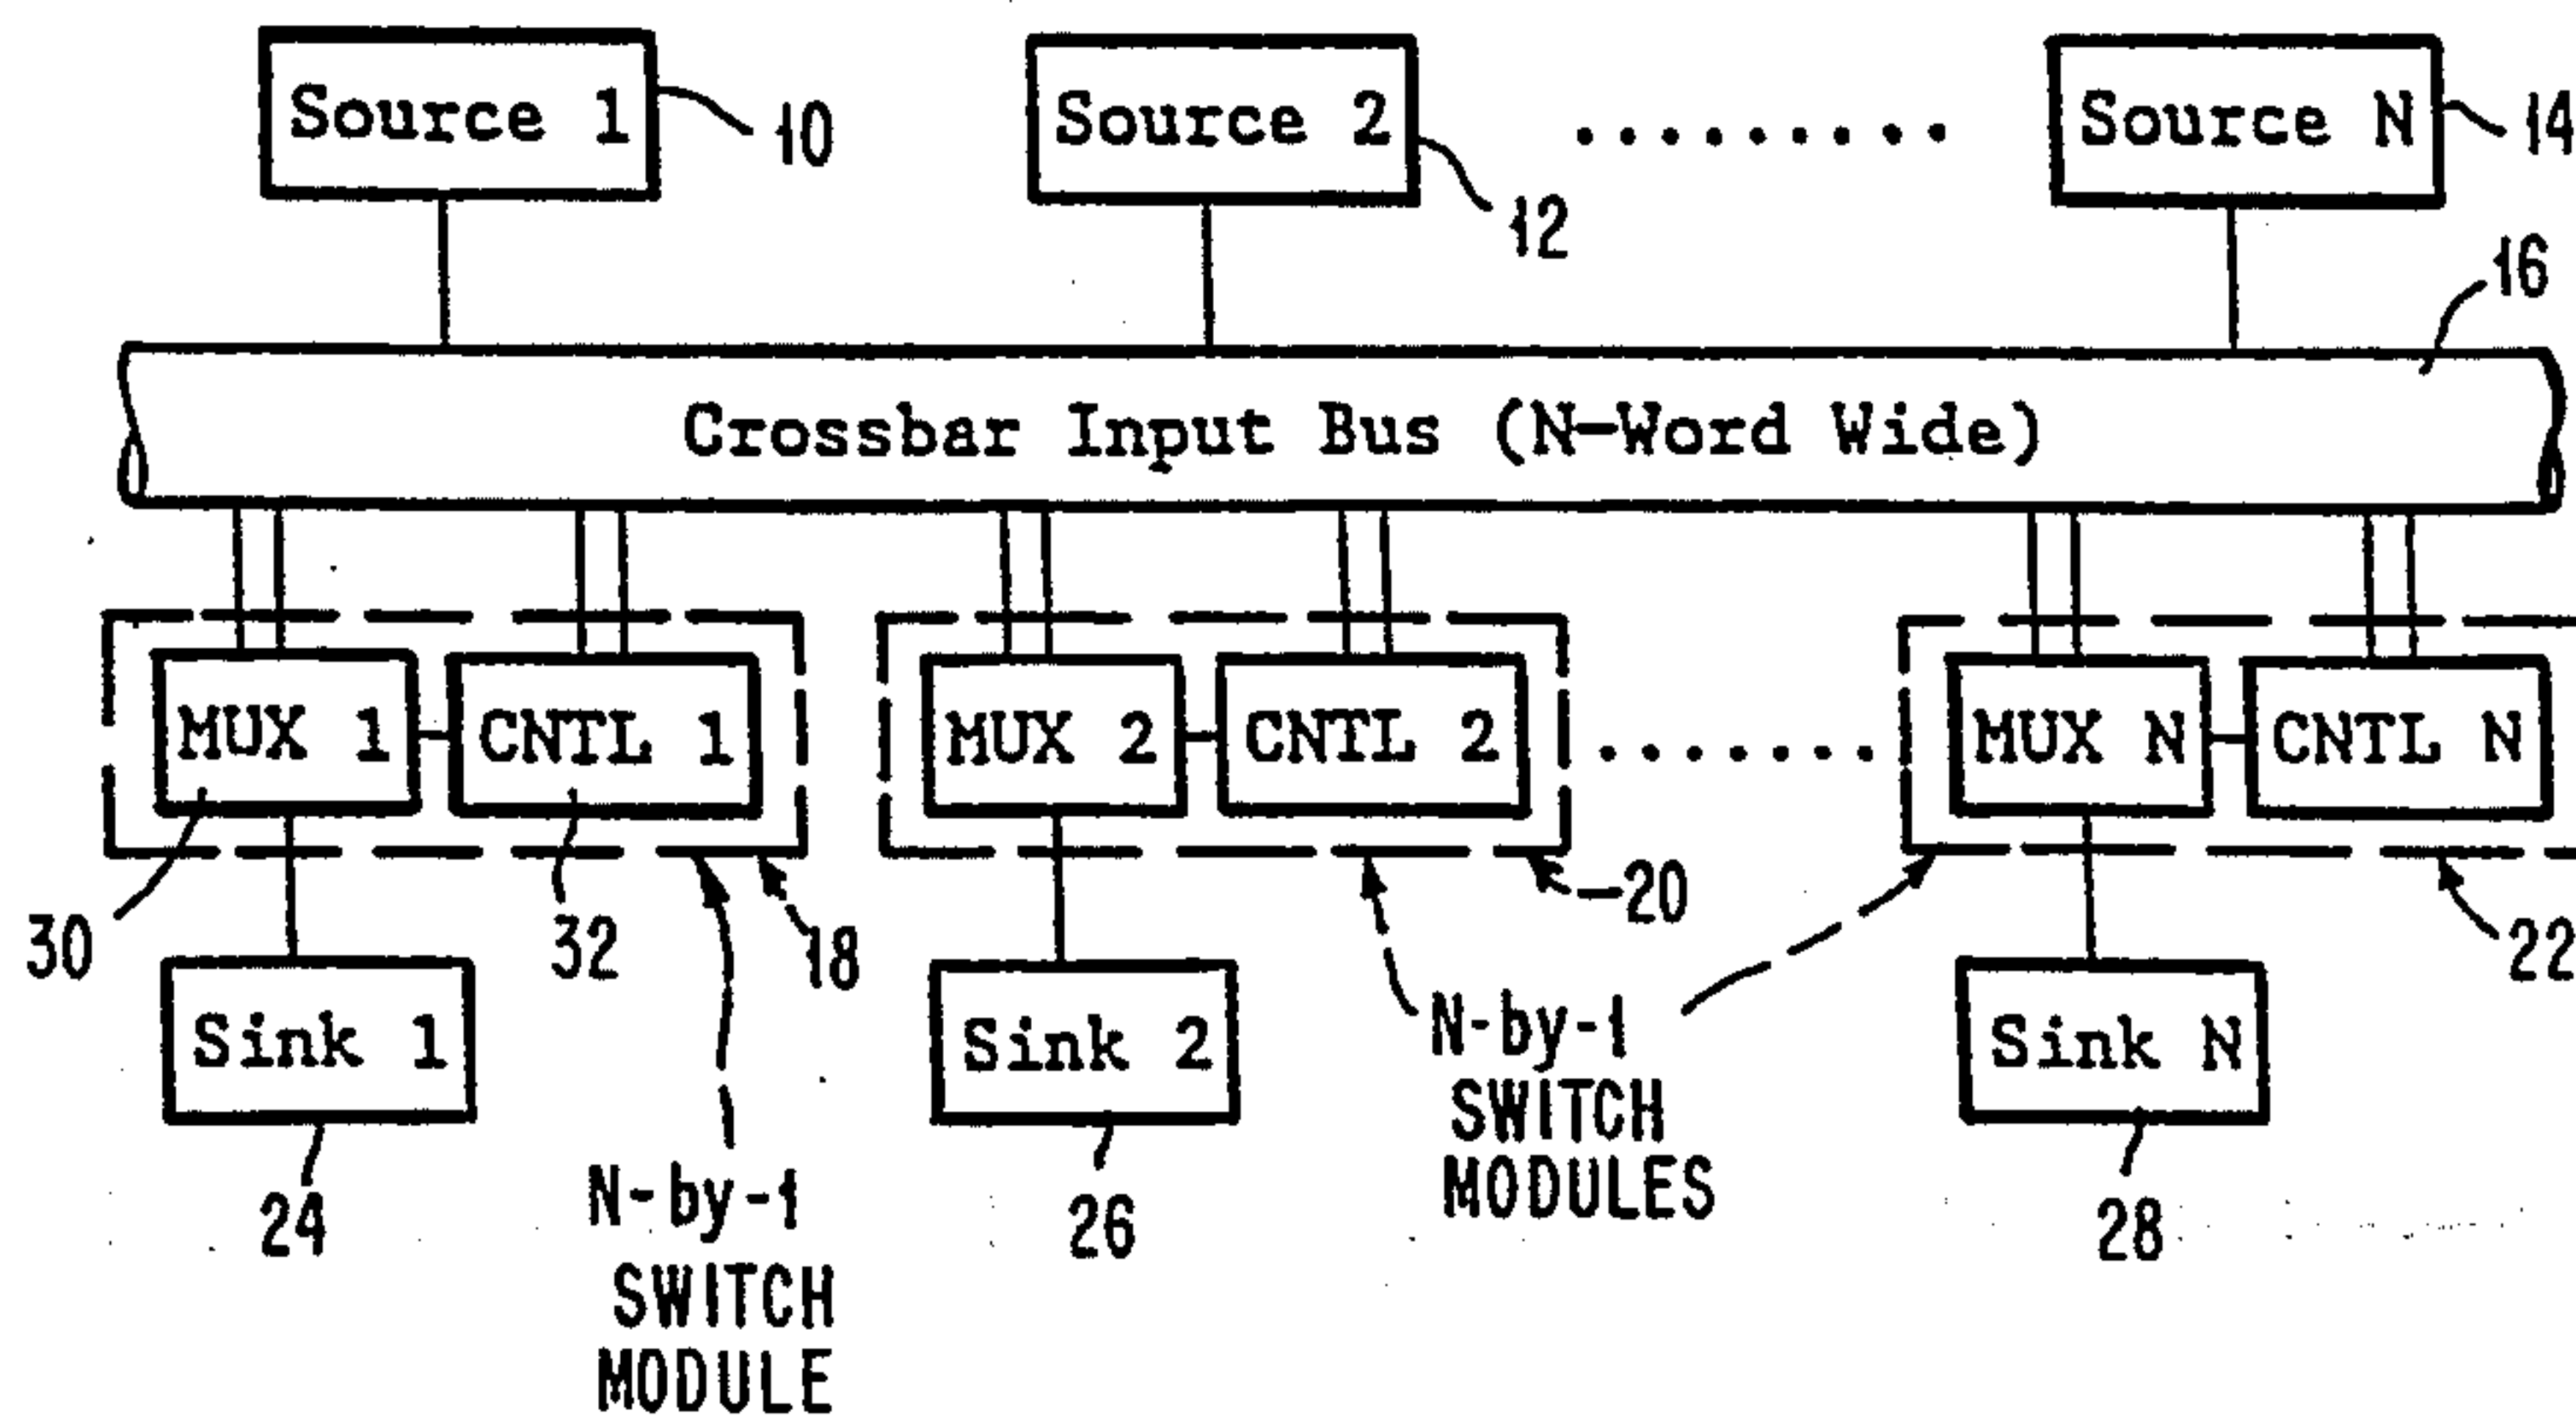 Source 1
10
Source 2
12
.........
Source N
14
16
Crossbar Input Bus (N-Word Wide)
MUX 1
CNTL 1
MUX 2
CNTL 2
.......
MUX N
CNTL N
30
32
18
-20
22
Sink 1
Sink 2
N-by-1
SWITCH
MODULES
Sink N
24
N-by-1
SWITCH
MODULE
26
28